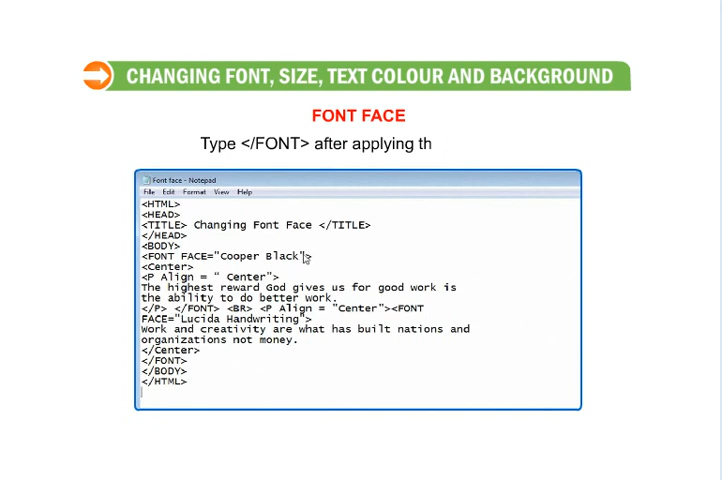 CHANGING FONT, SIZE, TEXT COLOUR AND BACKGROUND
FONT FACE
Type </FONT> after applying th
Font face - Notepad
File Edit Format View Help
<HTML>
<HEAD>
<TITLE> Changing Font Face </TITLE>
</HEAD>
<BODY>
<FONT FACE="Cooper Black">
<Center>
<P Align = " Center">
The highest reward God gives us for good work is
the ability to do better work.
</P> </FONT> <BR> <P Align = "Center"><FONT
FACE="Lucida Handwriting">
Work and creativity are what has built nations and
organizations not money.
</Center>
</FONT>
</BODY>
</HTML>